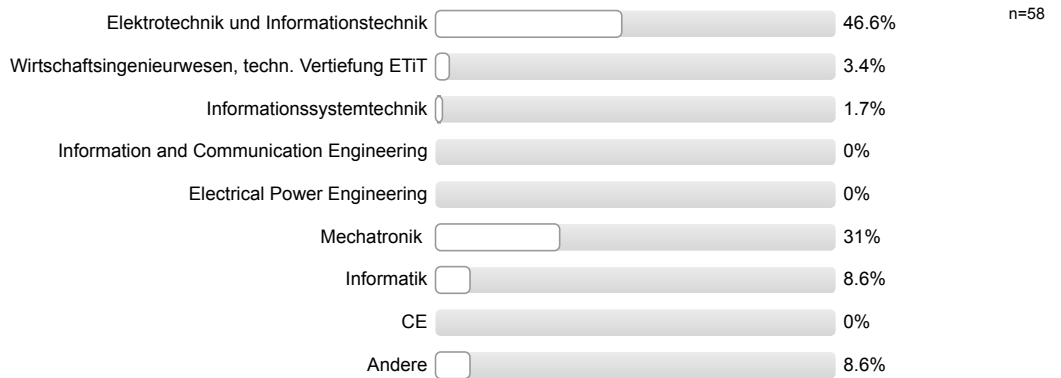 Elektrotechnik und Informationstechnik 46.6% n=58
Wirtschaftsingenieurwesen, techn. Vertiefung ETiT 3.4%
Informationssystemtechnik 1.7%
Information and Communication Engineering 0%
Electrical Power Engineering 0%
Mechatronik 31%
Informatik 8.6%
CE 0%
Andere 8.6%